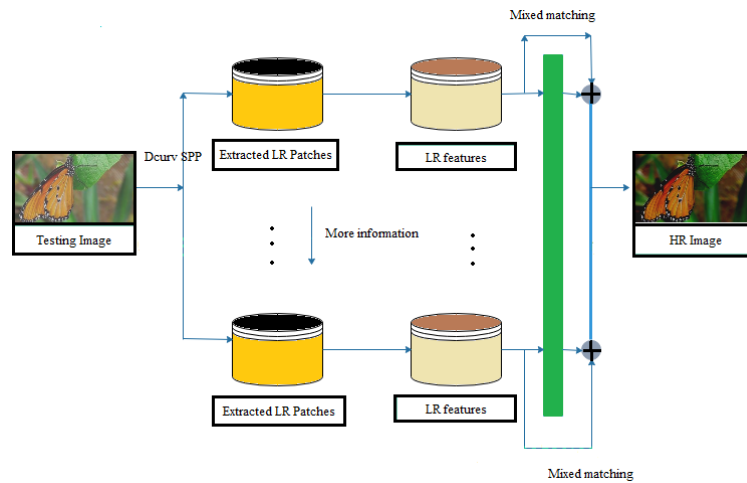 Mixed matching
Dcurv SPP
Extracted LR Patches
LR features
Testing Image
More information
HR Image
Extracted LR Patches
LR features
Mixed matching